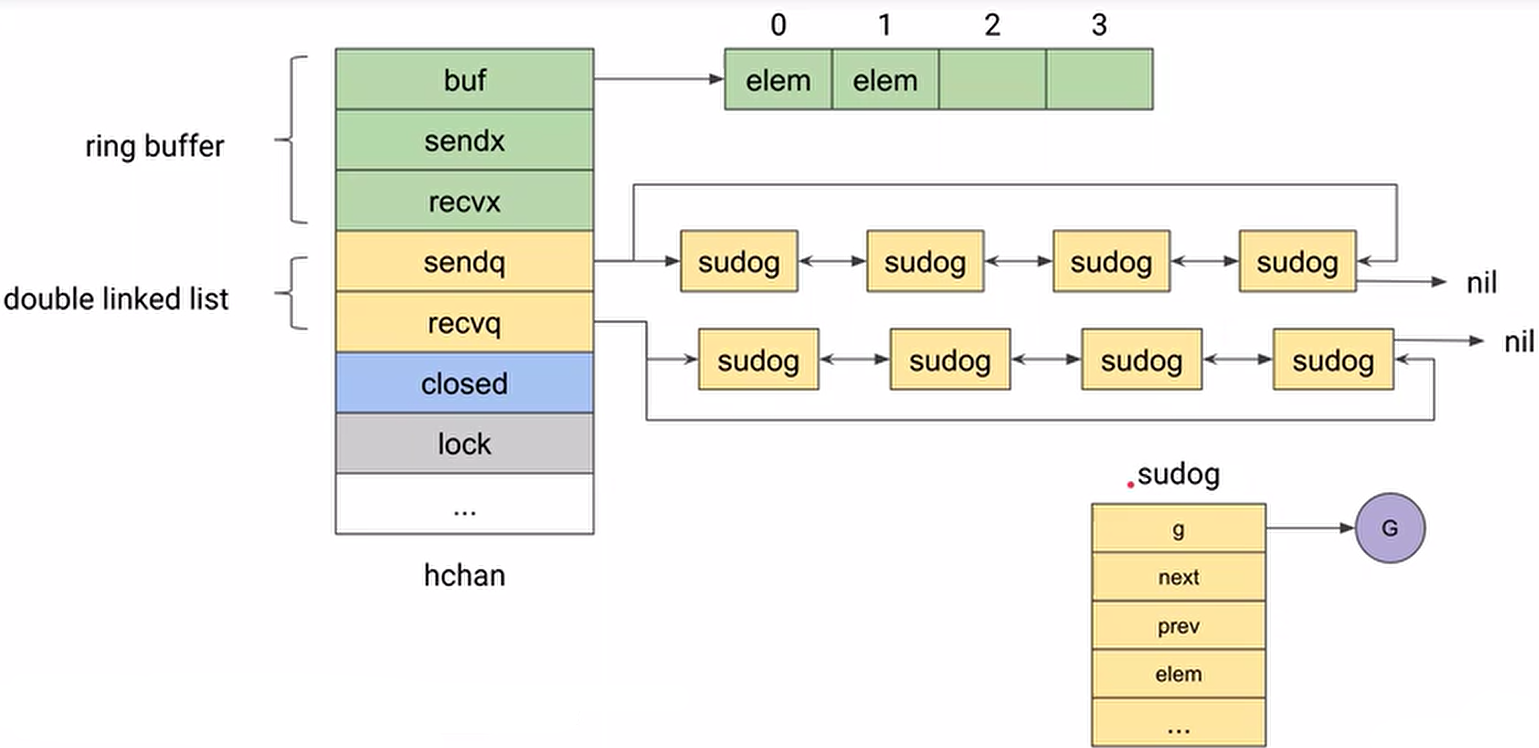 0 1 2 3
buf
elem elem
ring buffer
sendx
recvx
double linked list
sendq
sudog sudog sudog sudog
nil
recvq
sudog sudog sudog sudog
nil
closed
lock
...
hchan
sudog
g
G
next
prev
elem
...